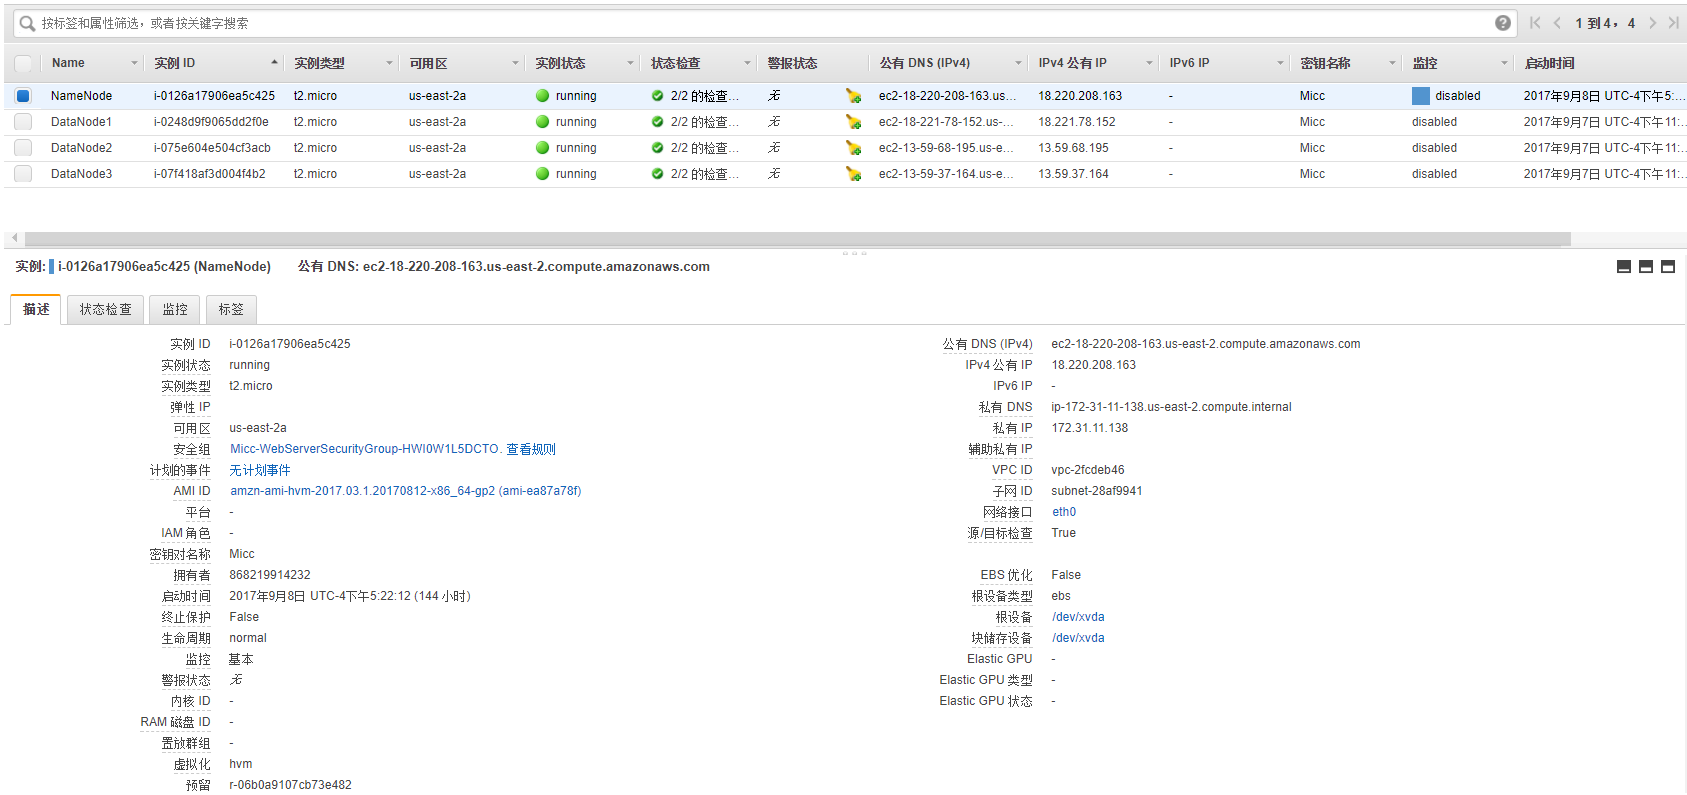 按标签和属性筛选，或者按关键字搜索
1 到 4， 4
Name 实例 ID 实例类型 可用区 实例状态 状态检查 警报状态 公有 DNS (IPv4) IPv4 公有 IP IPv6 IP 密钥名称 监控 启动时间
NameNode i-0126a17906ea5c425 t2.micro us-east-2a running 2/2 的检查... 无 ec2-18-220-208-163.us-... 18.220.208.163 - Micc disabled 2017年9月8日 UTC-4下午5:...
DataNode1 i-0248d9f9065dd2f0e t2.micro us-east-2a running 2/2 的检查... 无 ec2-18-221-78-152.us-... 18.221.78.152 - Micc disabled 2017年9月7日 UTC-4下午11:...
DataNode2 i-075e604e504cf3acb t2.micro us-east-2a running 2/2 的检查... 无 ec2-13-59-68-195.us-e... 13.59.68.195 - Micc disabled 2017年9月7日 UTC-4下午11:...
DataNode3 i-07f418af3d004f4b2 t2.micro us-east-2a running 2/2 的检查... 无 ec2-13-59-37-164.us-e... 13.59.37.164 - Micc disabled 2017年9月7日 UTC-4下午11:...
实例: i-0126a17906ea5c425 (NameNode) 公有 DNS: ec2-18-220-208-163.us-east-2.compute.amazonaws.com
描述 状态检查 监控 标签
实例 ID i-0126a17906ea5c425 公有 DNS (IPv4) ec2-18-220-208-163.us-east-2.compute.amazonaws.com
实例状态 running IPv4 公有 IP 18.220.208.163
实例类型 t2.micro IPv6 IP -
弹性 IP 私有 DNS ip-172-31-11-138.us-east-2.compute.internal
可用区 us-east-2a 私有 IP 172.31.11.138
安全组 Micc-WebServerSecurityGroup-HWI0W1L5DCTO. 查看规则 辅助私有 IP
计划的事件 无计划事件 VPC ID vpc-2fcdeb46
AMI ID amzn-ami-hvm-2017.03.1.20170812-x86_64-gp2 (ami-ea87a78f) 子网 ID subnet-28af9941
平台 - 网络接口 eth0
IAM 角色 - 源/目标检查 True
密钥对名称 Micc
拥有者 868219914232 EBS 优化 False
启动时间 2017年9月8日 UTC-4下午5:22:12 (144 小时) 根设备类型 ebs
终止保护 False 根设备 /dev/xvda
生命周期 normal 块储存设备 /dev/xvda
监控 基本 Elastic GPU -
警报状态 无 Elastic GPU 类型 -
内核 ID - Elastic GPU 状态 -
RAM 磁盘 ID -
置放群组 -
虚拟化 hvm
预留 r-06b0a9107cb73e482